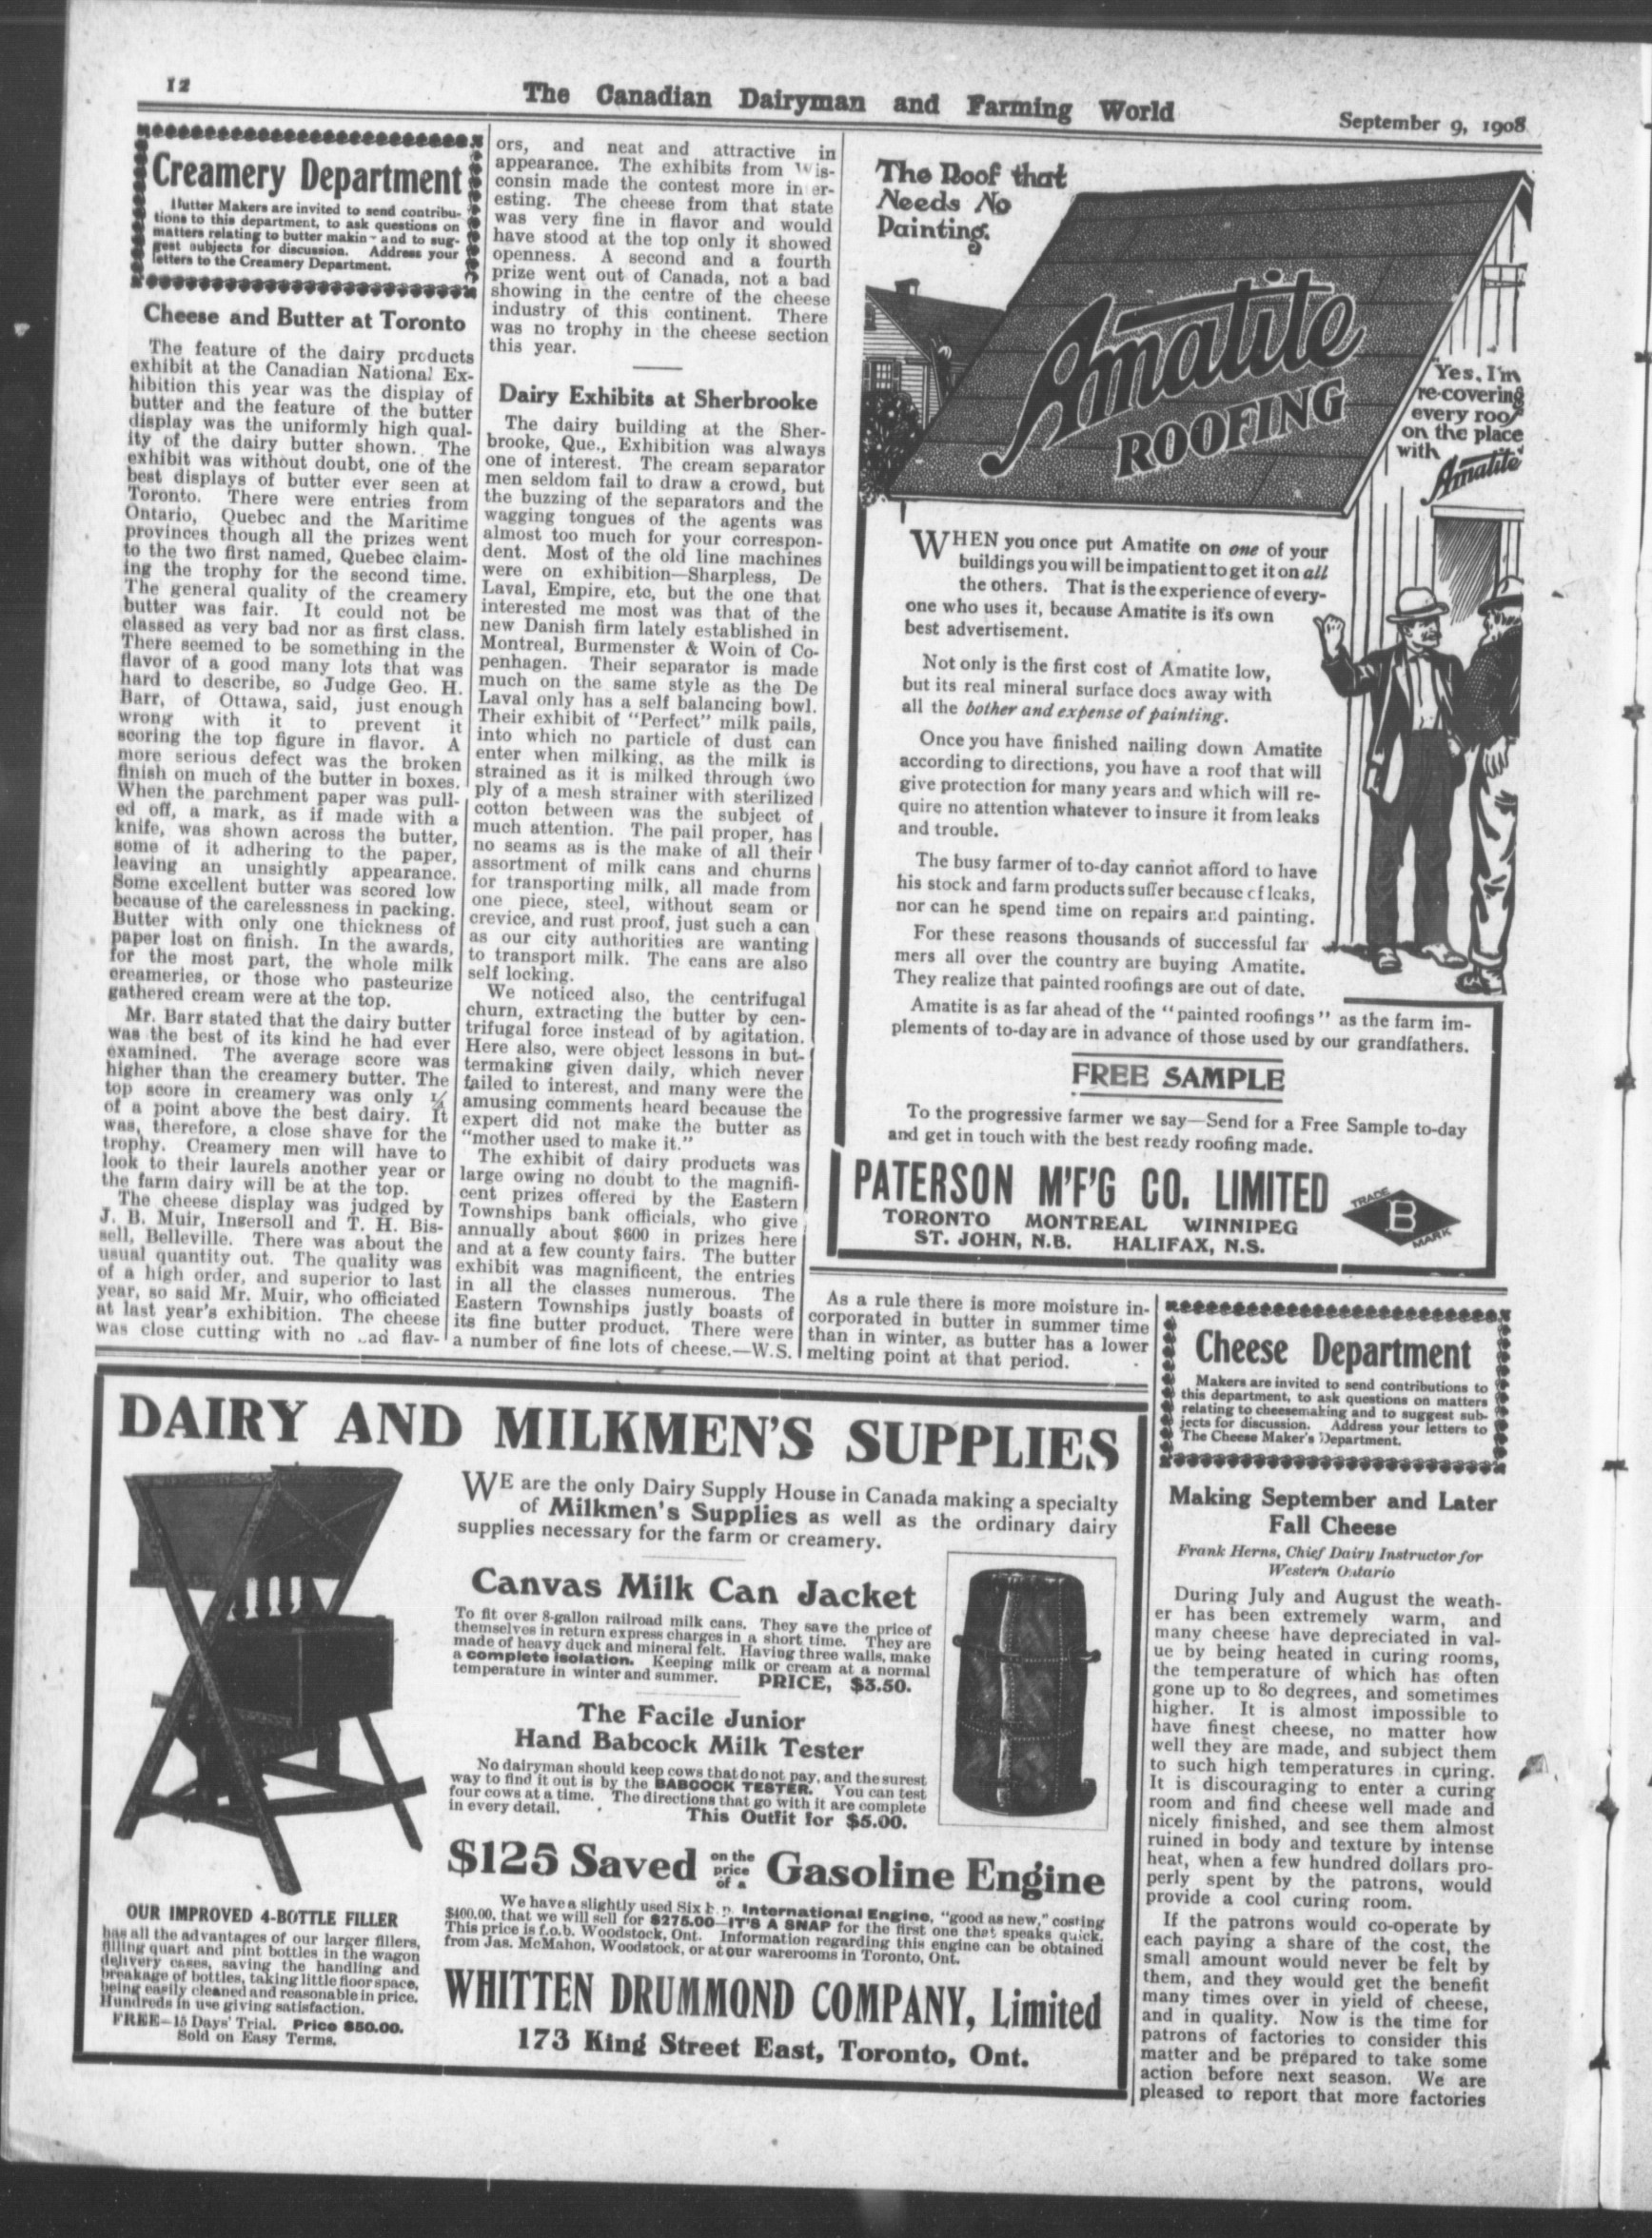 12
The Canadian Dairyman and Farming World
September 9, 1908
Creamery Department
Butter Makers are invited to send contribu-
tions to this department, to ask questions on
matters relating to butter making and to sug-
gest subjects for discussion. Address your
letters to the Creamery Department.
Cheese and Butter at Toronto
The feature of the dairy products
exhibit at the Canadian National Ex-
hibition this year was the display of
butter and the feature of the butter
display was the uniformly high qual-
ity of the dairy butter shown. The
exhibit was without doubt, one of the
best displays of butter ever seen at
Toronto. There were entries from
Ontario, Quebec and the Maritime
provinces though all the prizes went
to the two first named, Quebec claim-
ing the trophy for the second time.
The general quality of the creamery
butter was fair. It could not be
classed as very bad nor as first class.
There seemed to be something in the
flavor of a good many lots that was
hard to describe, so Judge Geo. H.
Barr, of Ottawa, said, just enough
wrong with it to prevent it
scoring the top figure in flavor. A
more serious defect was the broken
finish on much of the butter in boxes.
When the parchment paper was pull-
ed off, a mark, as if made with a
knife, was shown across the butter,
some of it adhering to the paper,
leaving an unsightly appearance.
Some excellent butter was scored low
because of the carelessness in packing.
Butter with only one thickness of
paper lost on finish. In the awards,
for the most part, the whole milk
creameries, or those who pasteurize
gathered cream were at the top.
Mr. Barr stated that the dairy butter
was the best of its kind he had ever
examined. The average score was
higher than the creamery butter. The
top score in creamery was only
of a point above the best dairy. It
was, therefore, a close shave for the
trophy. Creamery men will have to
look to their laurels another year or
the farm dairy will be at the top.
The cheese display was judged by
J. B. Muir, Ingersoll and T. H. Bis-
sell, Belleville. There was about the
usual quantity out. The quality was
of a high order, and superior to last
year, so said Mr. Muir, who officiated
at last year's exhibition. The cheese
was close cutting with no bad flav-
ors, and neat and attractive in
appearance. The exhibits from Wis-
consin made the contest more inter-
esting. The cheese from that state
was very fine in flavor and would
have stood at the top only it showed
openness. A second and a fourth
prize went out of Canada, not a bad
showing in the centre of the cheese
industry of this continent. There
was no trophy in the cheese section
this year.
Dairy Exhibits at Sherbrooke
The dairy building at the Sher-
brooke, Que., Exhibition was always
one of interest. The cream separator
men seldom fail to draw a crowd, but
the buzzing of the separators and the
wagging tongues of the agents was
almost too much for your correspon-
dent. Most of the old line machines
were on exhibition—Sharpless, De
Laval, Empire, etc, but the one that
interested me most was that of the
new Danish firm lately established in
Montreal, Burmenster & Woin of Co-
penhagen. Their separator is made
much on the same style as the De
Laval only has a self balancing bowl.
Their exhibit of "Perfect" milk pails,
into which no particle of dust can
enter when milking, as the milk is
strained as it is milked through two
ply of a mesh strainer with sterilized
cotton between was the subject of
much attention. The pail proper, has
no seams as is the make of all their
assortment of milk cans and churns
for transporting milk, all made from
one piece, steel, without seam or
crevice, and rust proof, just such a can
as our city authorities are wanting
to transport milk. The cans are also
self locking.
We noticed also, the centrifugal
churn, extracting the butter by cen-
trifugal force instead of by agitation.
Here also, were object lessons in but-
termaking given daily, which never
failed to interest, and many were the
amusing comments heard because the
expert did not make the butter as
"mother used to make it."
The exhibit of dairy products was
large owing no doubt to the magnifi-
cent prizes offered by the Eastern
Townships bank officials, who give
annually about $600 in prizes here
and at a few county fairs. The butter
exhibit was magnificent, the entries
in all the classes numerous. The
Eastern Townships justly boasts of
its fine butter product. There were
a number of fine lots of cheese.—W.S.
The Roof that
Needs No
Painting.
Amatite
ROOFING
"Yes, I'm
re-covering
every roof
on the place
with
Amatite"
WHEN you once put Amatite on one of your
buildings you will be impatient to get it on all
the others. That is the experience of every-
one who uses it, because Amatite is its own
best advertisement.
Not only is the first cost of Amatite low,
but its real mineral surface does away with
all the bother and expense of painting.
Once you have finished nailing down Amatite
according to directions, you have a roof that will
give protection for many years and which will re-
quire no attention whatever to insure it from leaks
and trouble.
The busy farmer of to-day cannot afford to have
his stock and farm products suffer because of leaks,
nor can he spend time on repairs and painting.
For these reasons thousands of successful far
mers all over the country are buying Amatite.
They realize that painted roofings are out of date.
Amatite is as far ahead of the "painted roofings" as the farm im-
plements of to-day are in advance of those used by our grandfathers.
FREE SAMPLE
To the progressive farmer we say—Send for a Free Sample to-day
and get in touch with the best ready roofing made.
PATERSON M'F'G CO. LIMITED
TORONTO MONTREAL WINNIPEG
ST. JOHN, N.B. HALIFAX, N.S.
TRADE
B
MARK
As a rule there is more moisture in-
corporated in butter in summer time
than in winter, as butter has a lower
melting point at that period.
Cheese Department
Makers are invited to send contributions to
this department, to ask questions on matters
relating to cheesemaking and to suggest sub-
jects for discussion. Address your letters to
The Cheese Maker's Department.
Making September and Later
Fall Cheese
Frank Herns, Chief Dairy Instructor for
Western Ontario
During July and August the weath-
er has been extremely warm, and
many cheese have depreciated in val-
ue by being heated in curing rooms,
the temperature of which has often
gone up to 80 degrees, and sometimes
higher. It is almost impossible to
have finest cheese, no matter how
well they are made, and subject them
to such high temperatures in curing.
It is discouraging to enter a curing
room and find cheese well made and
nicely finished, and see them almost
ruined in body and texture by intense
heat, when a few hundred dollars pro-
perly spent by the patrons, would
provide a cool curing room.
If the patrons would co-operate by
each paying a share of the cost, the
small amount would never be felt by
them, and they would get the benefit
many times over in yield of cheese,
and in quality. Now is the time for
patrons of factories to consider this
matter and be prepared to take some
action before next season. We are
pleased to report that more factories
DAIRY AND MILKMEN'S SUPPLIES
WE are the only Dairy Supply House in Canada making a specialty
of Milkmen's Supplies as well as the ordinary dairy
supplies necessary for the farm or creamery.
Canvas Milk Can Jacket
To fit over 8-gallon railroad milk cans. They save the price of
themselves in return express charges in a short time. They are
made of heavy duck and mineral felt. Having three walls, make
a complete isolation. Keeping milk or cream at a normal
temperature in winter and summer. PRICE, $3.50.
The Facile Junior
Hand Babcock Milk Tester
No dairyman should keep cows that do not pay, and the surest
way to find it out is by the BABCOCK TESTER. You can test
four cows at a time. The directions that go with it are complete
in every detail. This Outfit for $5.00.
$125 Saved on the price of a Gasoline Engine
We have a slightly used Six h.p. International Engine, "good as new," costing
$400.00, that we will sell for $275.00—IT'S A SNAP for the first one that speaks quick.
This price is f.o.b. Woodstock, Ont. Information regarding this engine can be obtained
from Jas. McMahon, Woodstock, or at our warerooms in Toronto, Ont.
WHITTEN DRUMMOND COMPANY, Limited
173 King Street East, Toronto, Ont.
OUR IMPROVED 4-BOTTLE FILLER
has all the advantages of our larger fillers,
filling quart and pint bottles in the wagon
delivery cases, saving the handling and
breakage of bottles, taking little floor space,
being easily cleaned and reasonable in price.
Hundreds in use giving satisfaction.
FREE—15 Days' Trial. Price $50.00.
Sold on Easy Terms.